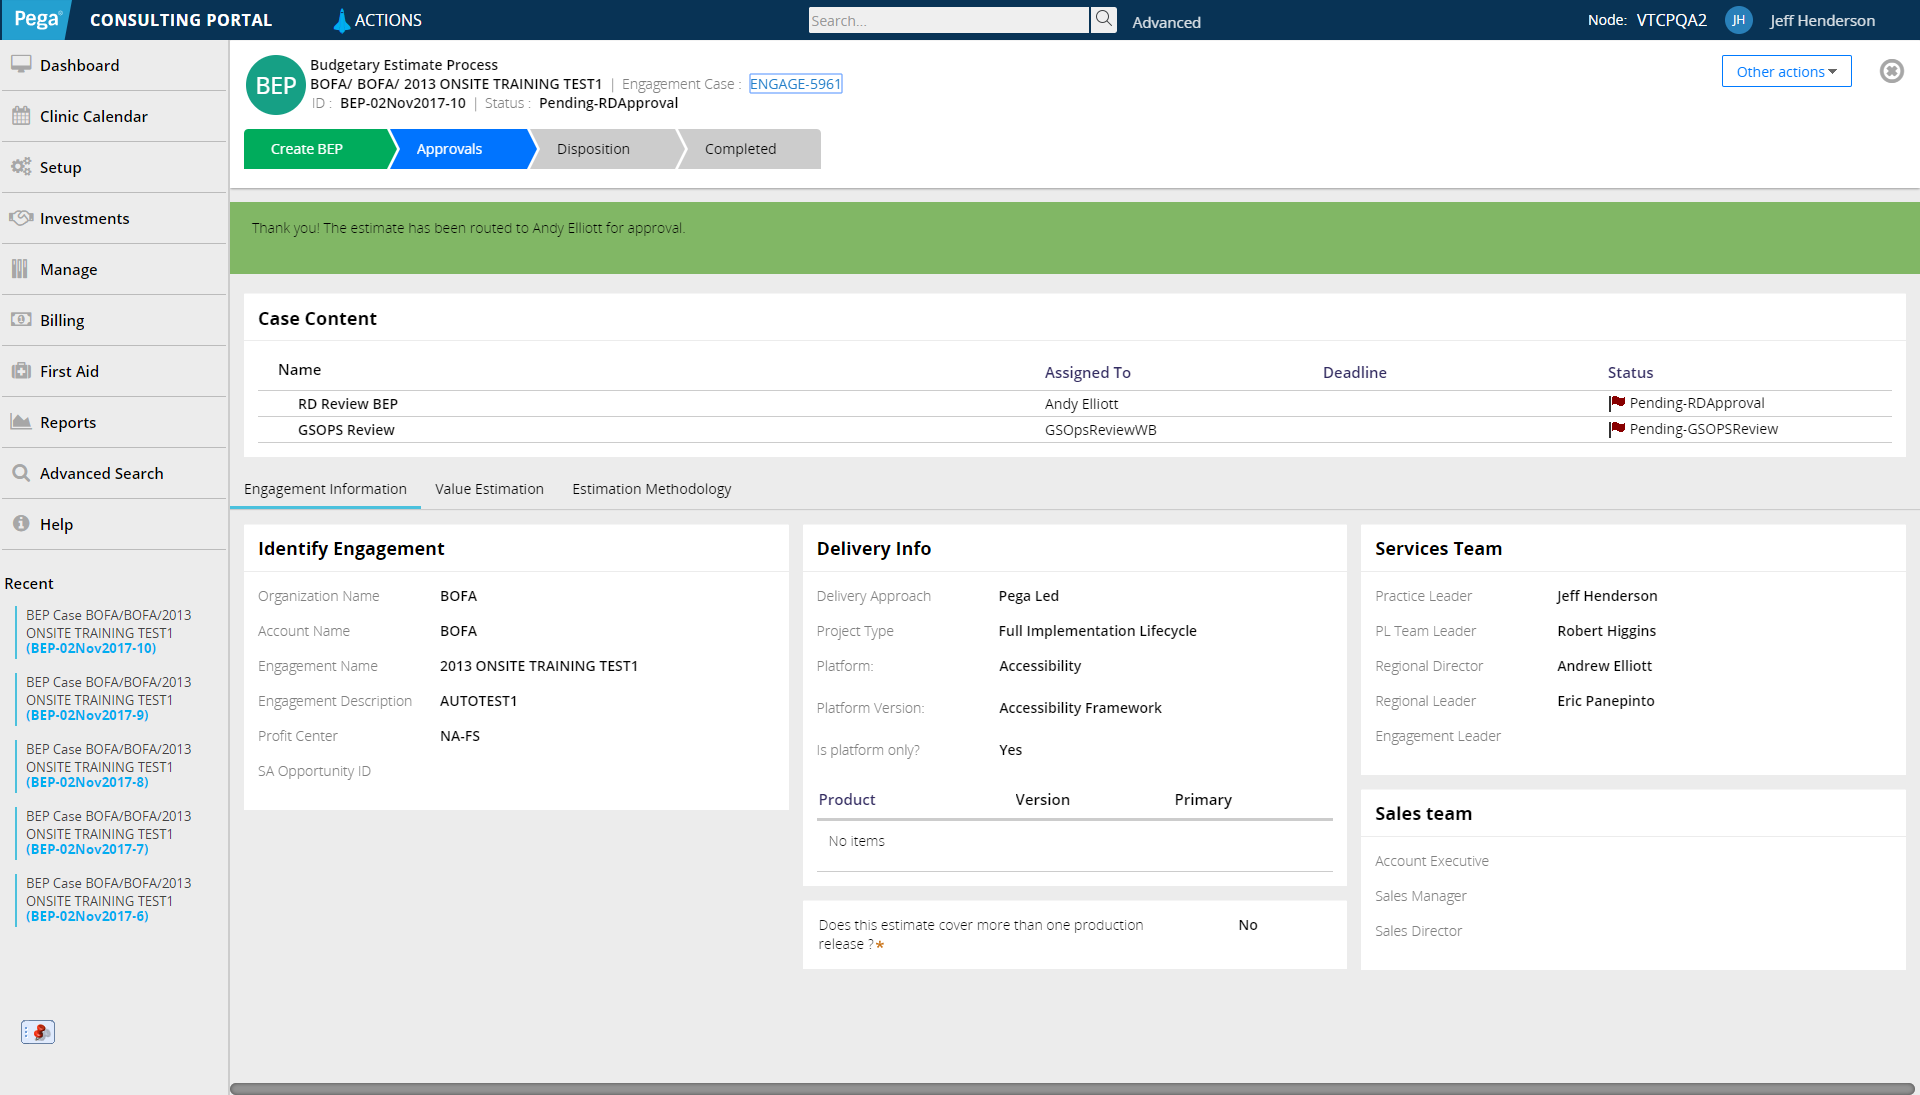 Pega CONSULTING PORTAL ACTIONS Search... Advanced Node: VTCPQA2 JH Jeff Henderson
Dashboard
Clinic Calendar
Setup
Investments
Manage
Billing
First Aid
Reports
Advanced Search
Help
Recent
BEP Case BOFA/BOFA/2013
ONSITE TRAINING TEST1
(BEP-02Nov2017-10)
BEP Case BOFA/BOFA/2013
ONSITE TRAINING TEST1
(BEP-02Nov2017-9)
BEP Case BOFA/BOFA/2013
ONSITE TRAINING TEST1
(BEP-02Nov2017-8)
BEP Case BOFA/BOFA/2013
ONSITE TRAINING TEST1
(BEP-02Nov2017-7)
BEP Case BOFA/BOFA/2013
ONSITE TRAINING TEST1
(BEP-02Nov2017-6)
BEP
Budgetary Estimate Process
BOFA/ BOFA/ 2013 ONSITE TRAINING TEST1 | Engagement Case : ENGAGE-5961
ID : BEP-02Nov2017-10 | Status : Pending-RDApproval
Other actions
Create BEP Approvals Disposition Completed
Thank you! The estimate has been routed to Andy Elliott for approval.
Case Content
Name Assigned To Deadline Status
RD Review BEP Andy Elliott Pending-RDApproval
GSOPS Review GSOpsReviewWB Pending-GSOPSReview
Engagement Information Value Estimation Estimation Methodology
Identify Engagement
Organization Name BOFA
Account Name BOFA
Engagement Name 2013 ONSITE TRAINING TEST1
Engagement Description AUTOTEST1
Profit Center NA-FS
SA Opportunity ID
Delivery Info
Delivery Approach Pega Led
Project Type Full Implementation Lifecycle
Platform: Accessibility
Platform Version: Accessibility Framework
Is platform only? Yes
Product Version Primary
No items
Does this estimate cover more than one production No
release ?*
Services Team
Practice Leader Jeff Henderson
PL Team Leader Robert Higgins
Regional Director Andrew Elliott
Regional Leader Eric Panepinto
Engagement Leader
Sales team
Account Executive
Sales Manager
Sales Director